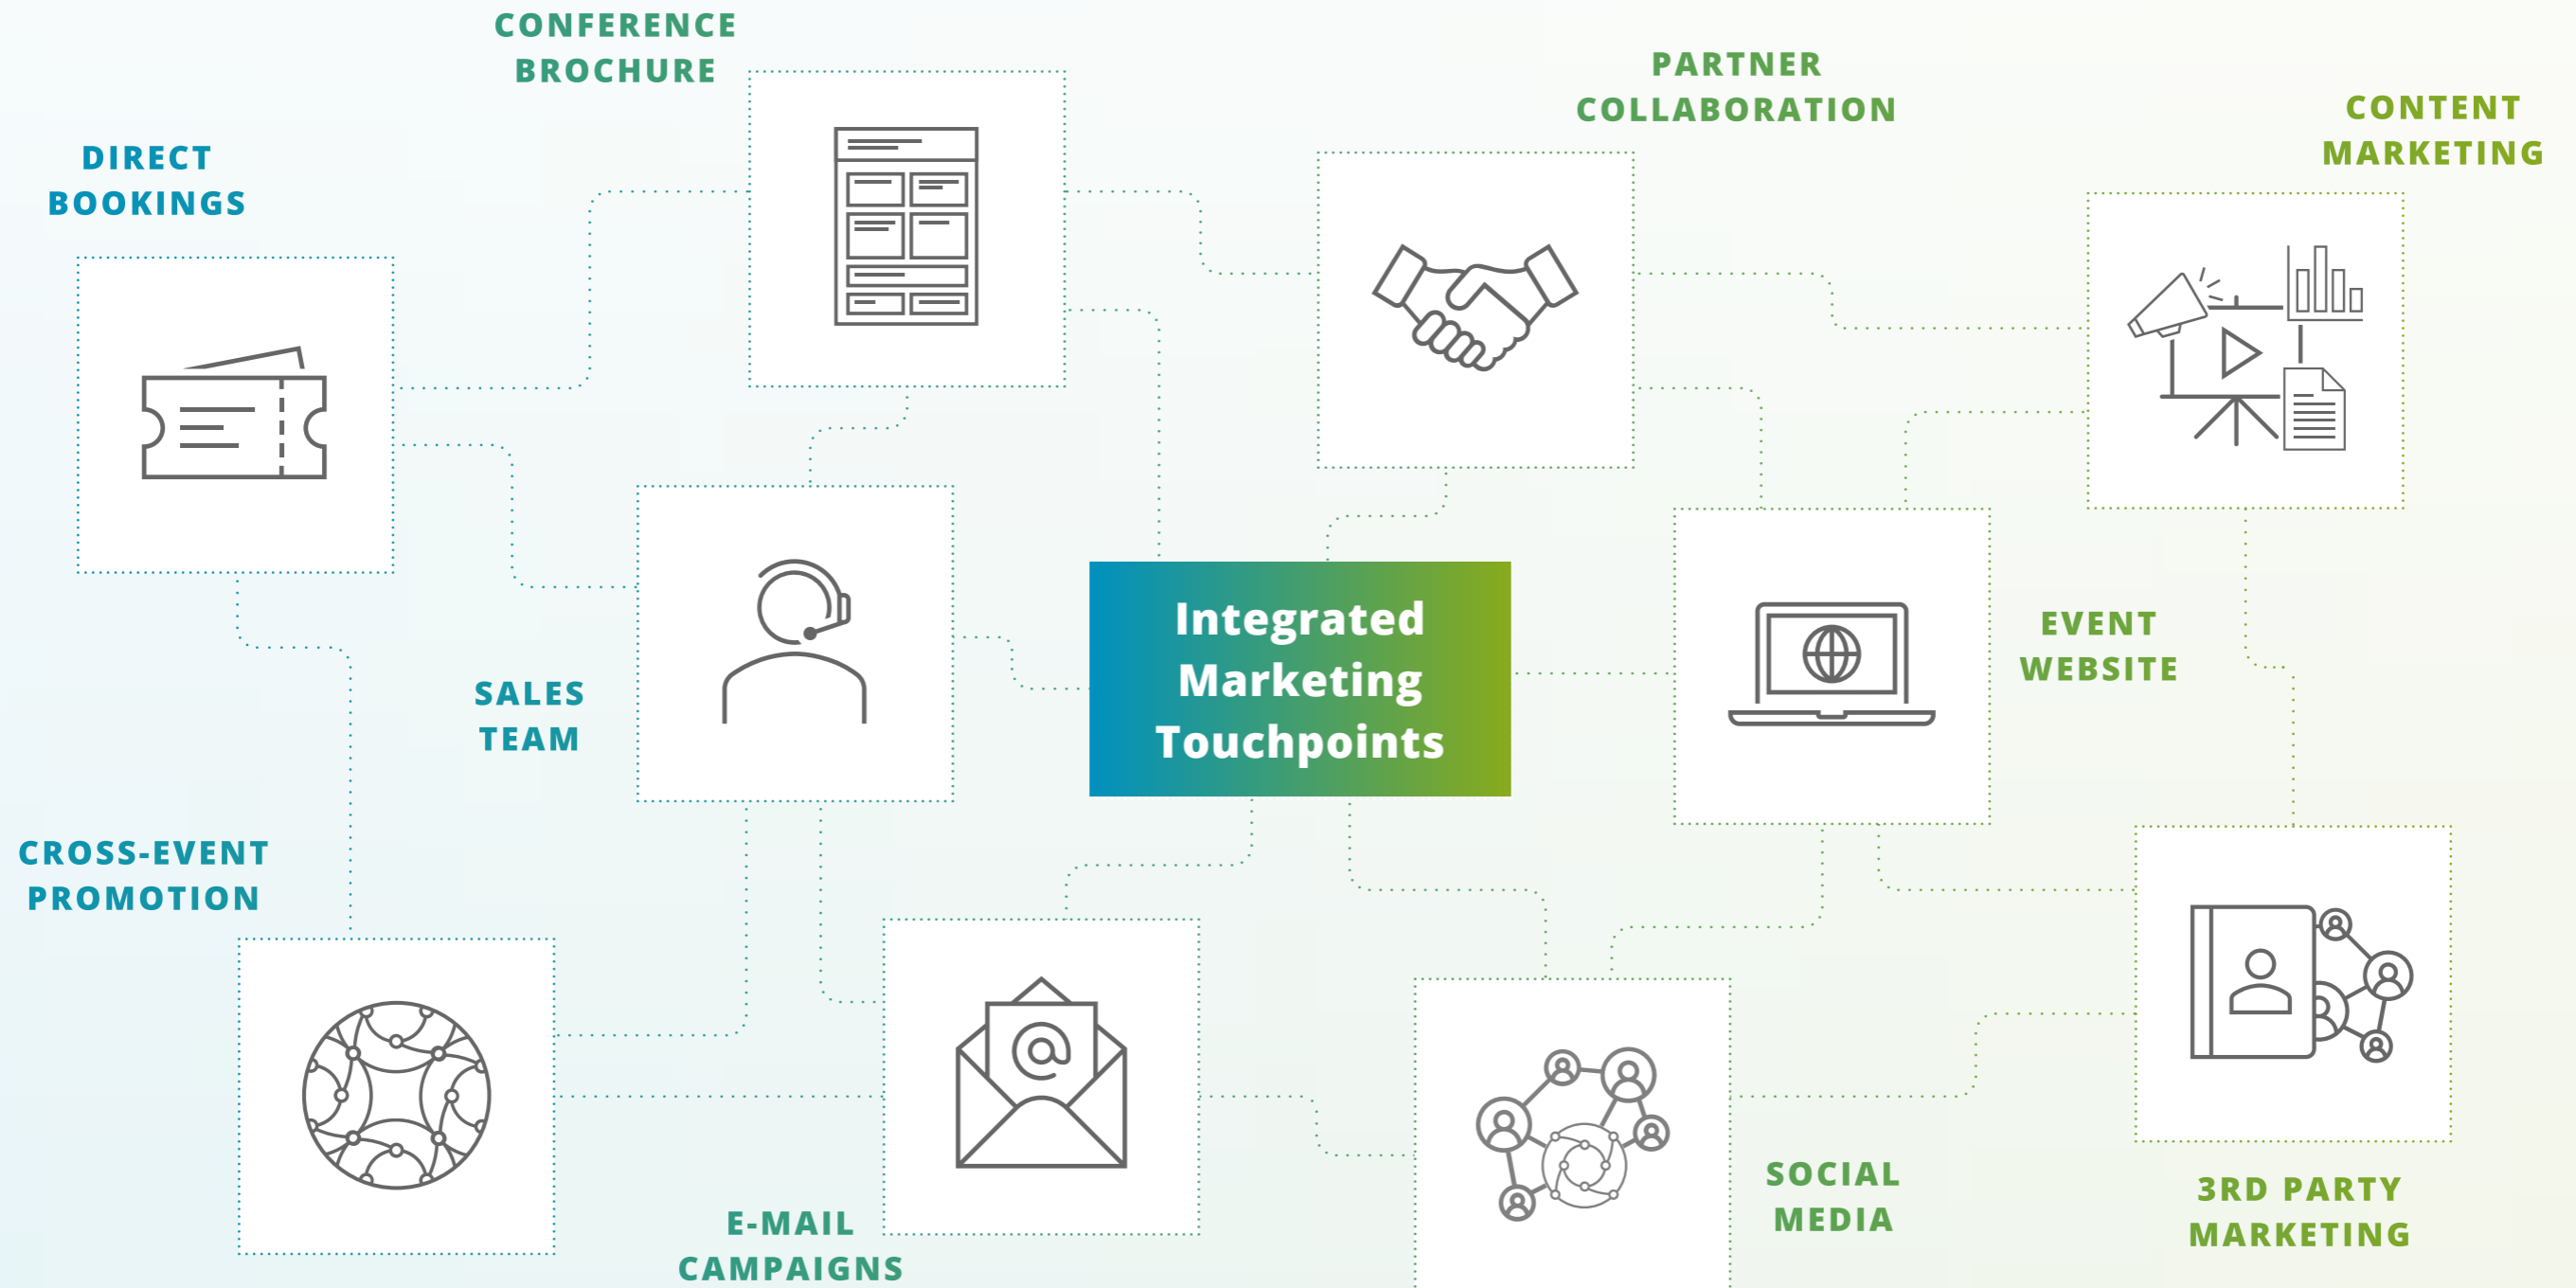 CONFERENCE
BROCHURE
PARTNER
COLLABORATION
CONTENT
MARKETING
DIRECT
BOOKINGS
Integrated
Marketing
Touchpoints
EVENT
WEBSITE
SALES
TEAM
CROSS-EVENT
PROMOTION
@
SOCIAL
MEDIA
3RD PARTY
MARKETING
E-MAIL
CAMPAIGNS